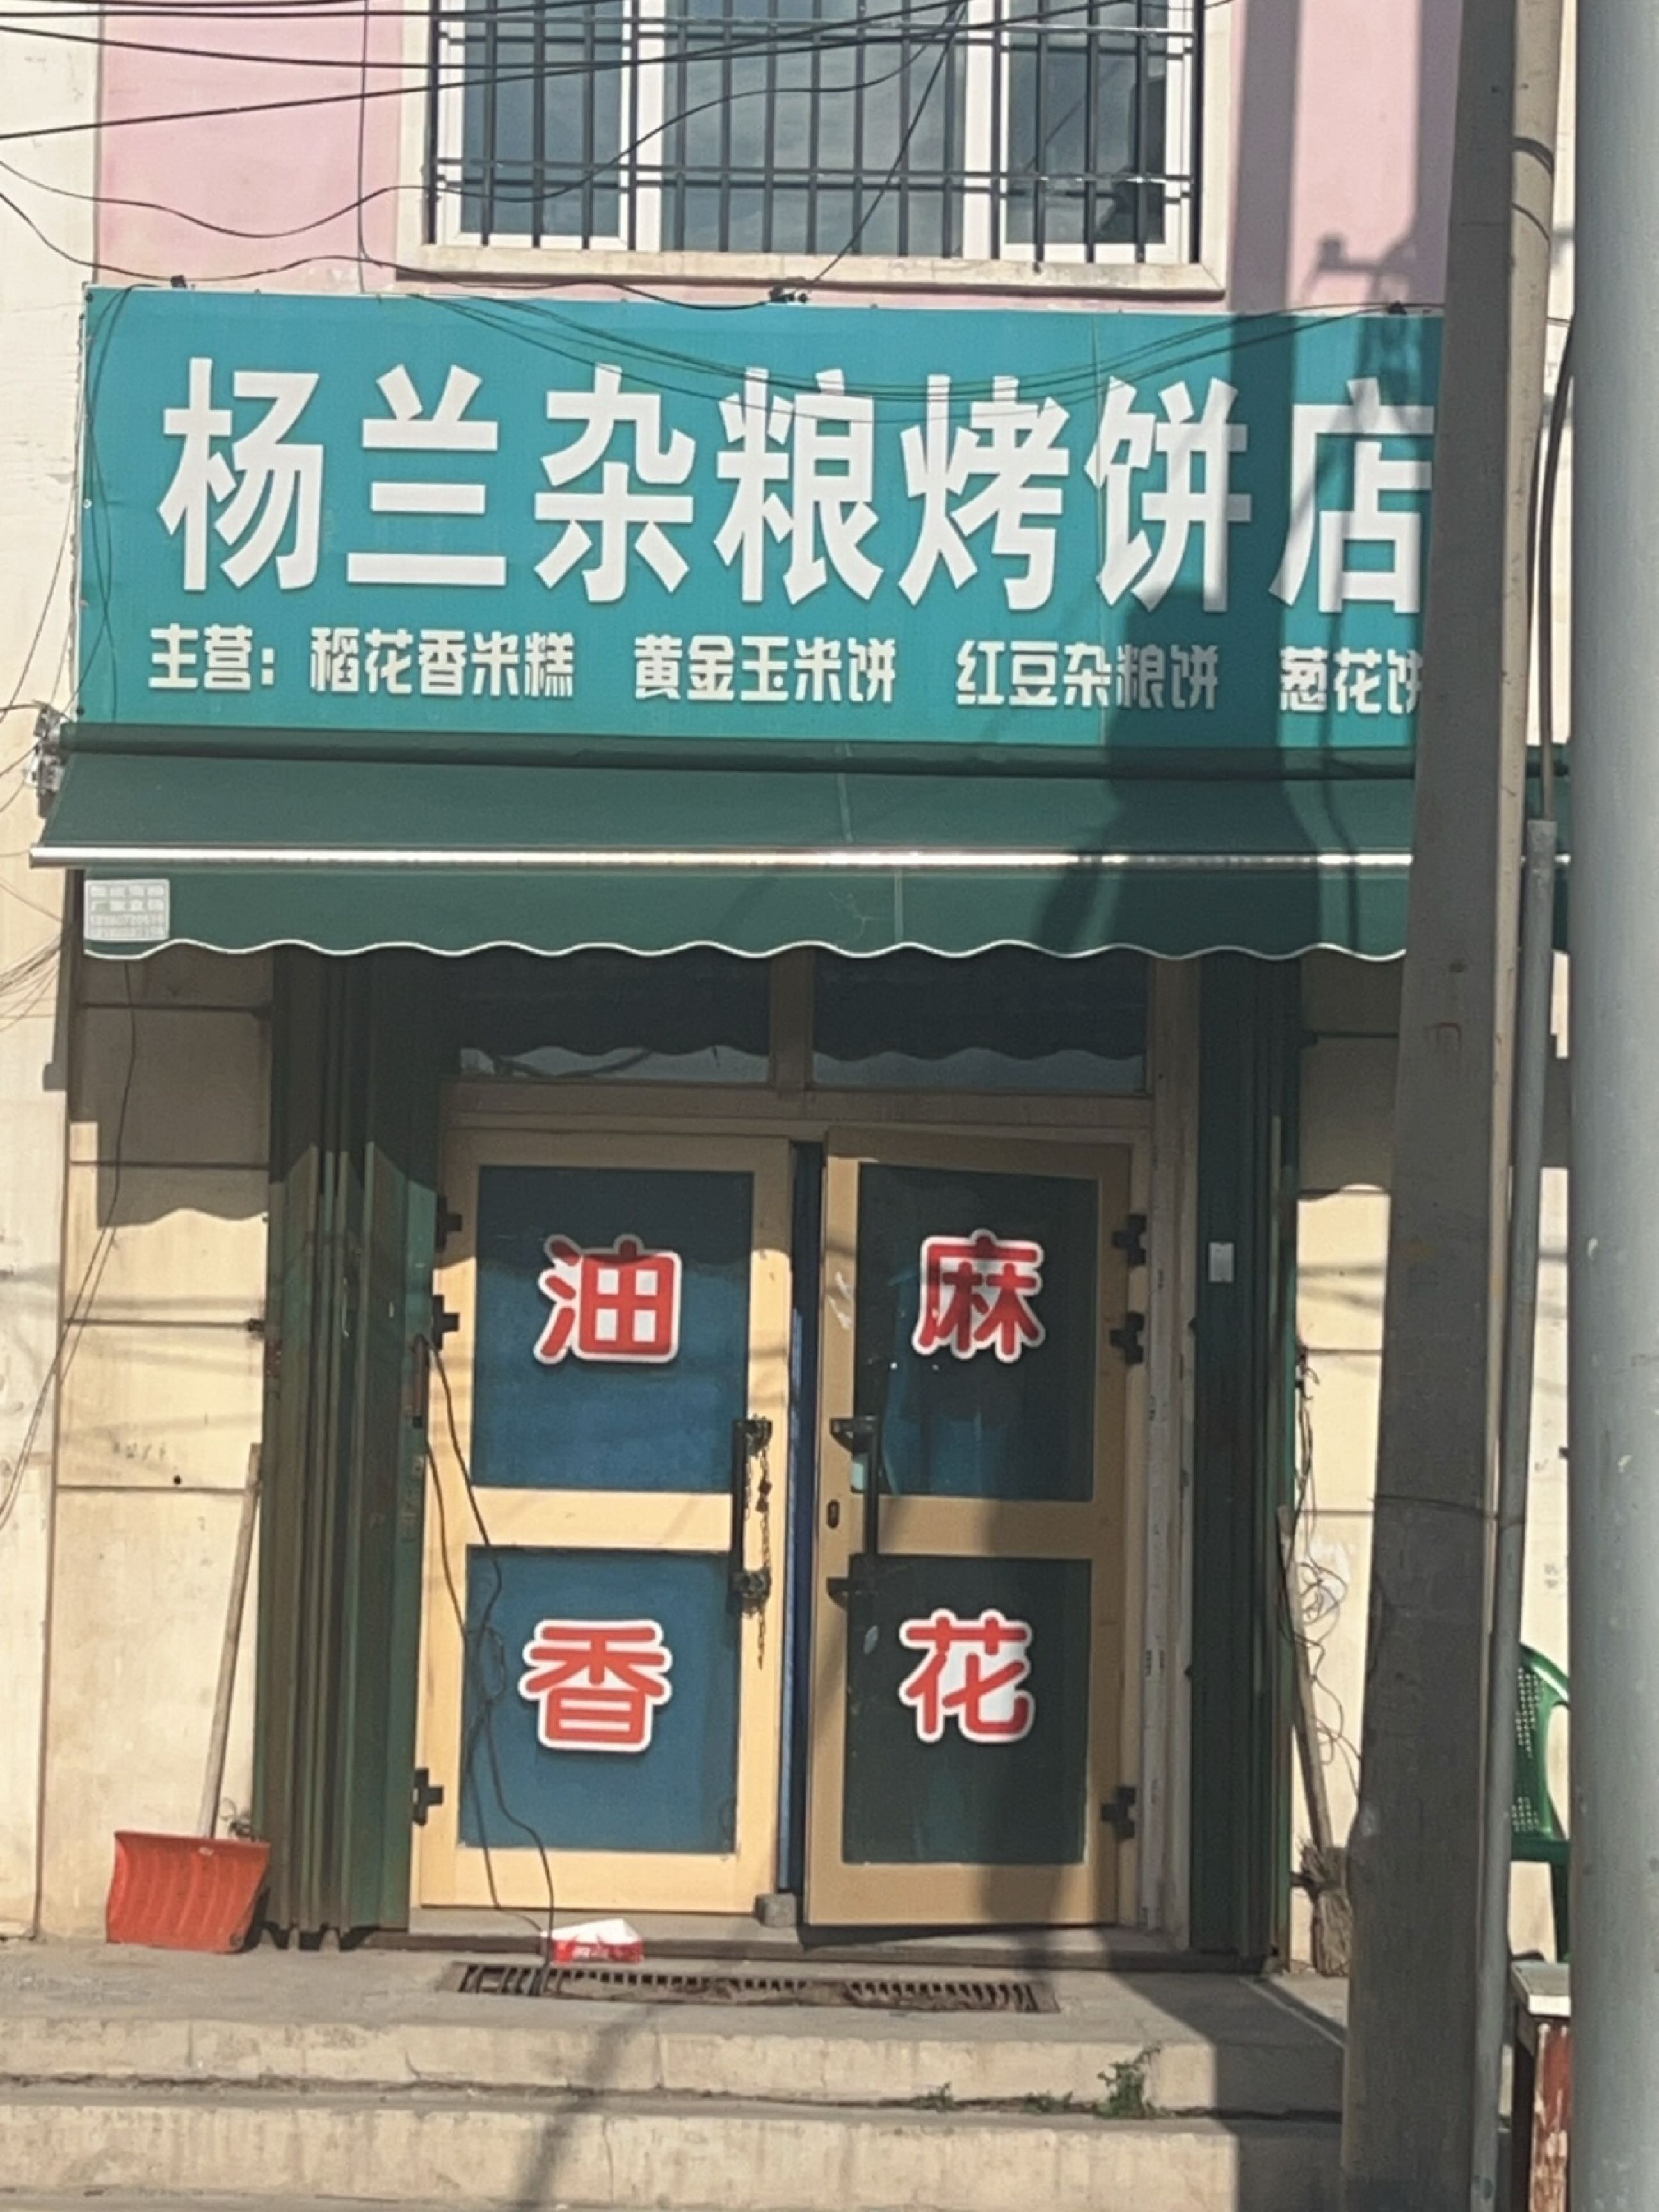 杨兰杂粮烤饼店
主营：稻花香米糕 黄金玉米饼 红豆杂粮饼 葱花饼
油香
麻花